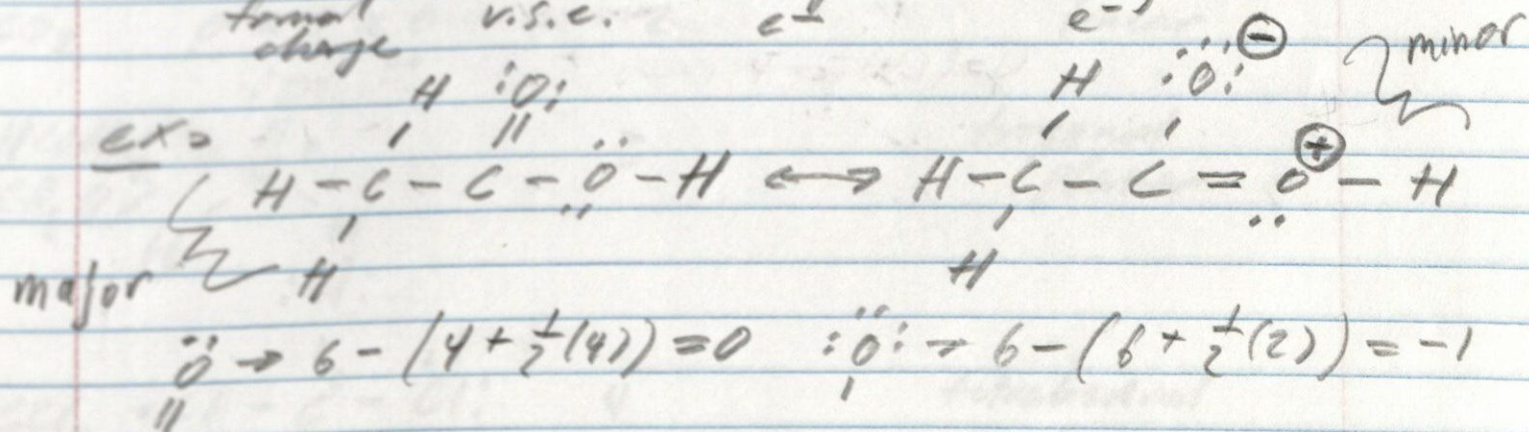 formal v.s.e. e⁻ e⁻
charge
minor
H :O: H :O: ⊖
ex>
H - C - C - O - H ⟷ H - C - C = O ⊕ - H
H H
major
O → 6 - (4 + 1/2(4)) = 0 :O: → 6 - (6 + 1/2(2)) = -1